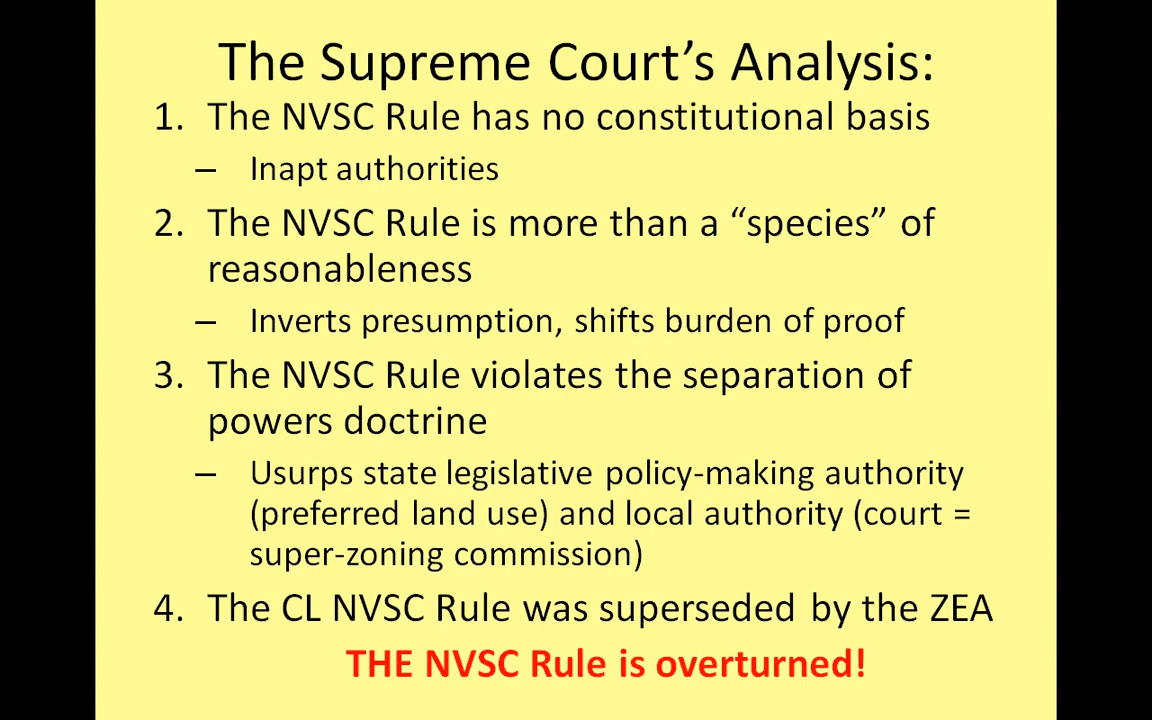 The Supreme Court’s Analysis:
1. The NVSC Rule has no constitutional basis
– Inapt authorities
2. The NVSC Rule is more than a “species” of
reasonableness
– Inverts presumption, shifts burden of proof
3. The NVSC Rule violates the separation of
powers doctrine
– Usurps state legislative policy-making authority
(preferred land use) and local authority (court =
super-zoning commission)
4. The CL NVSC Rule was superseded by the ZEA
THE NVSC Rule is overturned!